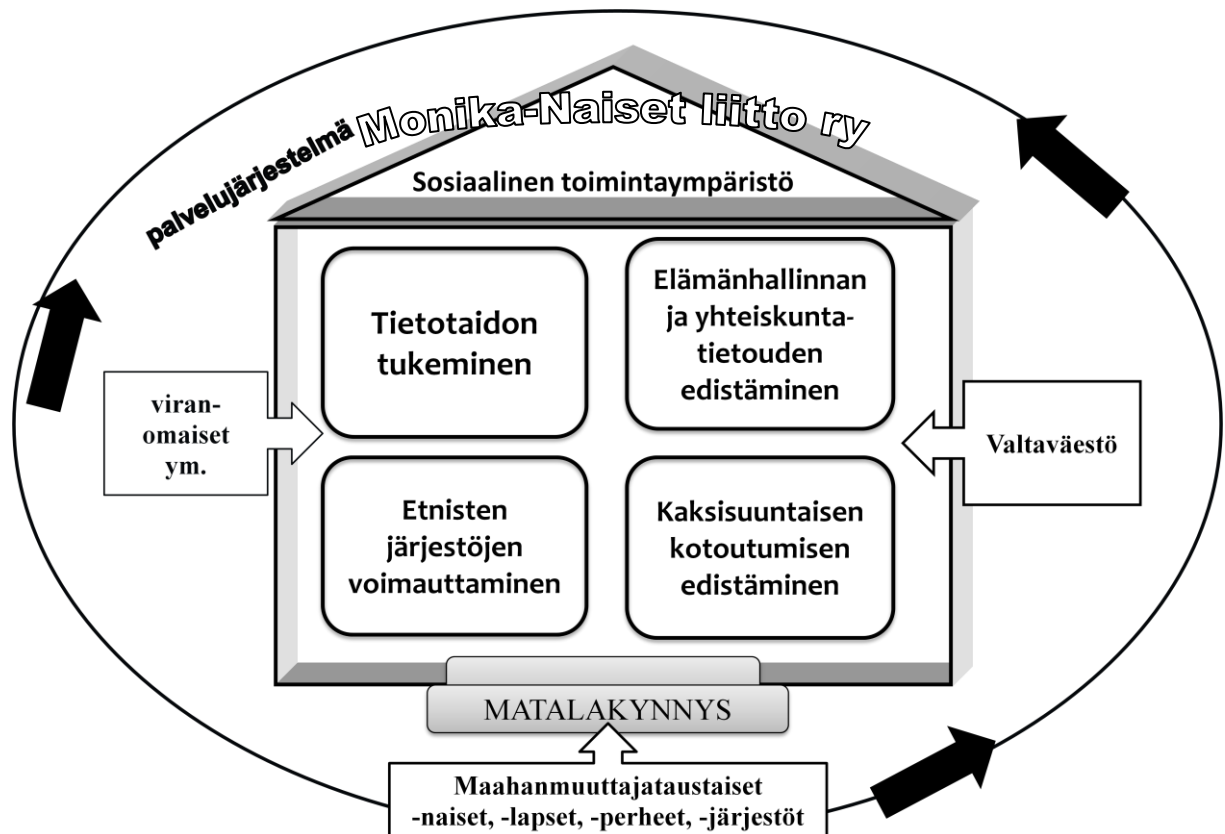 palvelujärjestelmä
Monika-Naiset liitto ry
Sosiaalinen toimintaympäristö
Tietotaidon
tukeminen
Elämänhallinnan
ja yhteiskunta-
tietouden
edistäminen
viran-
omaiset
ym.
Valtaväestö
Etnisten
järjestöjen
voimauttaminen
Kaksisuuntaisen
kotoutumisen
edistäminen
MATALAKYNNYS
Maahanmuuttajataustaiset
-naiset, -lapset, -perheet, -järjestöt